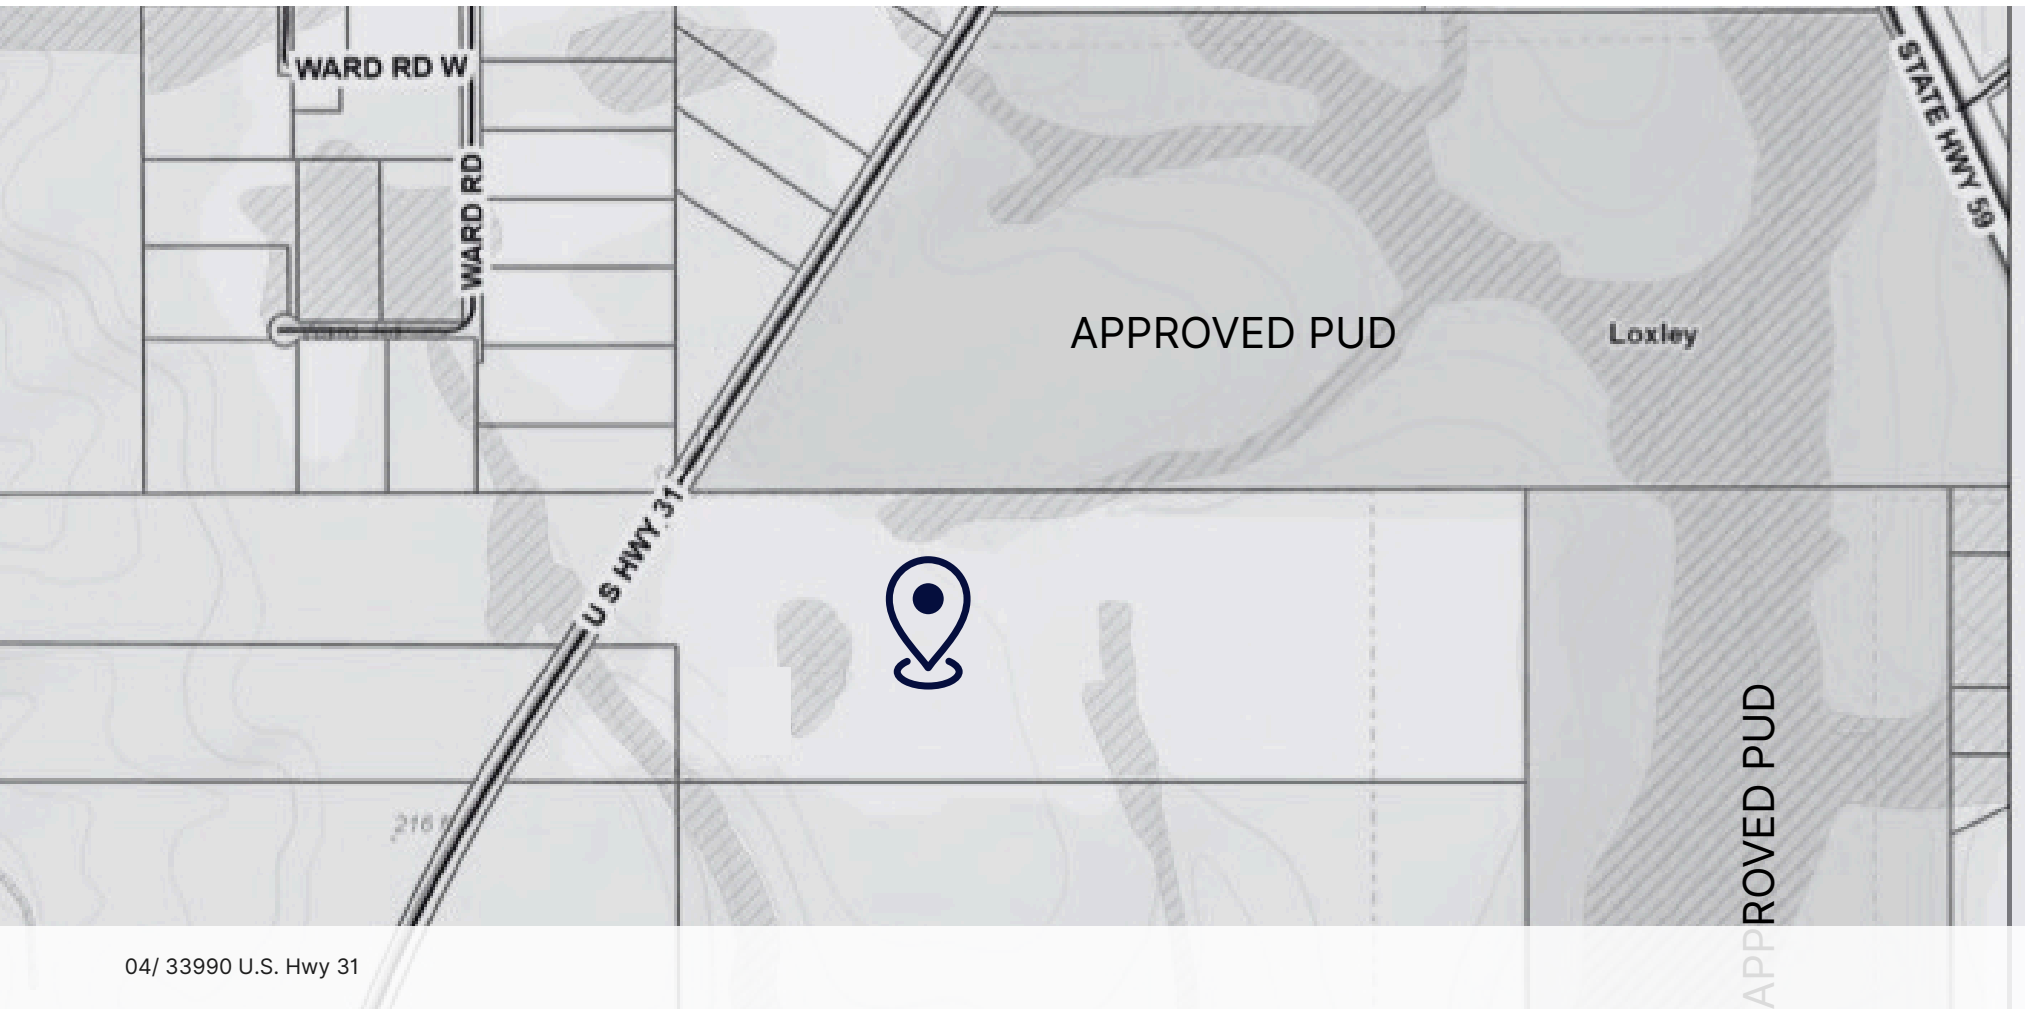 WARD RD W
STATE HWY 59
WARD RD
APPROVED PUD
Loxley
U S HWY 31
APPROVED PUD
216 ft
04/ 33990 U.S. Hwy 31